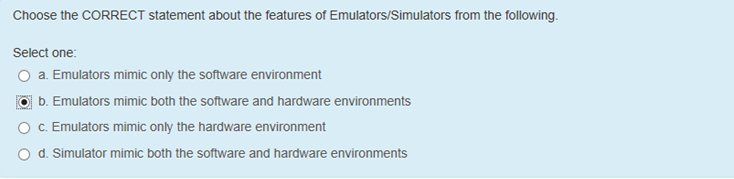 Choose the CORRECT statement about the features of Emulators/Simulators from the following.
Select one:
a. Emulators mimic only the software environment
b. Emulators mimic both the software and hardware environments
c. Emulators mimic only the hardware environment
d. Simulator mimic both the software and hardware environments